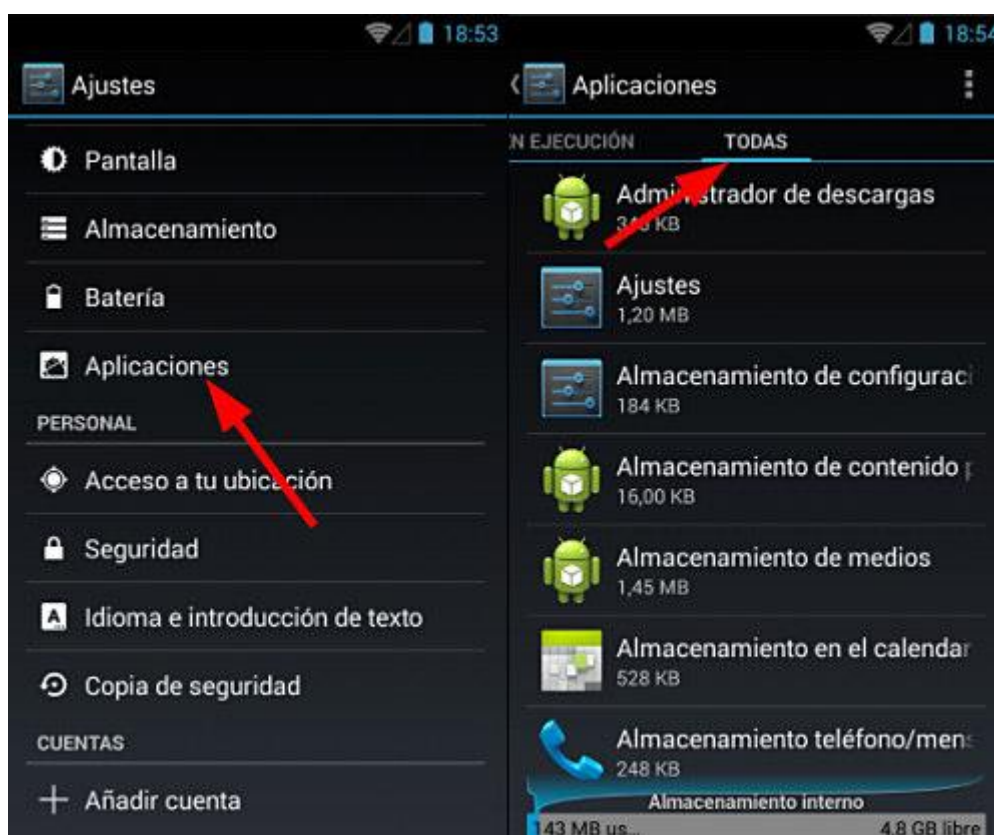 18:53
Ajustes
Pantalla
Almacenamiento
Batería
Aplicaciones
PERSONAL
Acceso a tu ubicación
Seguridad
Idioma e introducción de texto
Copia de seguridad
CUENTAS
Añadir cuenta
18:54
Aplicaciones
N EJECUCIÓN TODAS
Administrador de descargas
KB
Ajustes
1,20 MB
Almacenamiento de configuraci
184 KB
Almacenamiento de contenido p
16,00 KB
Almacenamiento de medios
1,45 MB
Almacenamiento en el calendar
528 KB
Almacenamiento teléfono/mens
248 KB
Almacenamiento interno
143 MB us... 4,8 GB libre